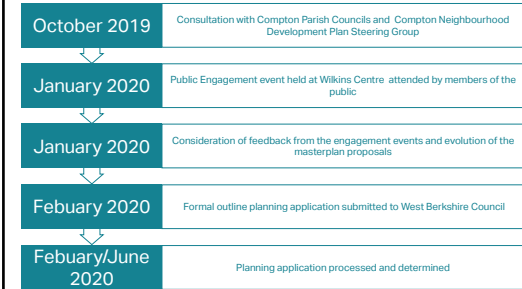 October 2019
Consultation with Compton Parish Councils and Compton Neighbourhood
Development Plan Steering Group
January 2020
Public Engagement event held at Wilkins Centre attended by members of the
public
January 2020
Consideration of feedback from the engagement events and evolution of the
masterplan proposals
Febuary 2020
Formal outline planning application submitted to West Berkshire Council
Febuary/June
2020
Planning application processed and determined